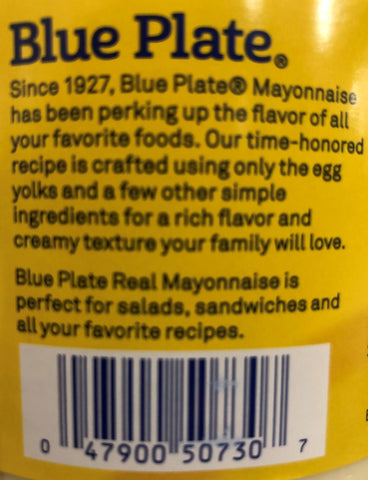 Blue Plate®
Since 1927, Blue Plate® Mayonnaise
has been perking up the flavor of all
your favorite foods. Our time-honored
recipe is crafted using only the egg
yolks and a few other simple
ingredients for a rich flavor and
creamy texture your family will love.
Blue Plate Real Mayonnaise is
perfect for salads, sandwiches and
all your favorite recipes.
0 47900 50730 7